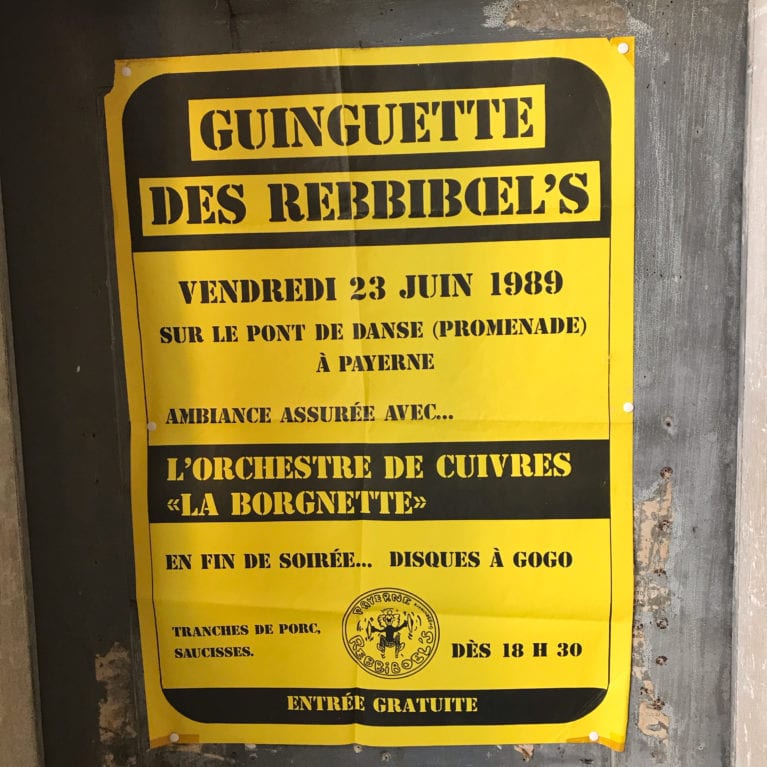 GUINGUETTE
DES REBBIBŒL'S
VENDREDI 23 JUIN 1989
SUR LE PONT DE DANSE (PROMENADE)
À PAYERNE
AMBIANCE ASSURÉE AVEC...
L'ORCHESTRE DE CUIVRES
«LA BORGNETTE»
EN FIN DE SOIRÉE... DISQUES À GOGO
TRANCHES DE PORC,
SAUCISSES.
PAYERNE
REBBIBOEL'S
DÈS 18 H 30
ENTRÉE GRATUITE